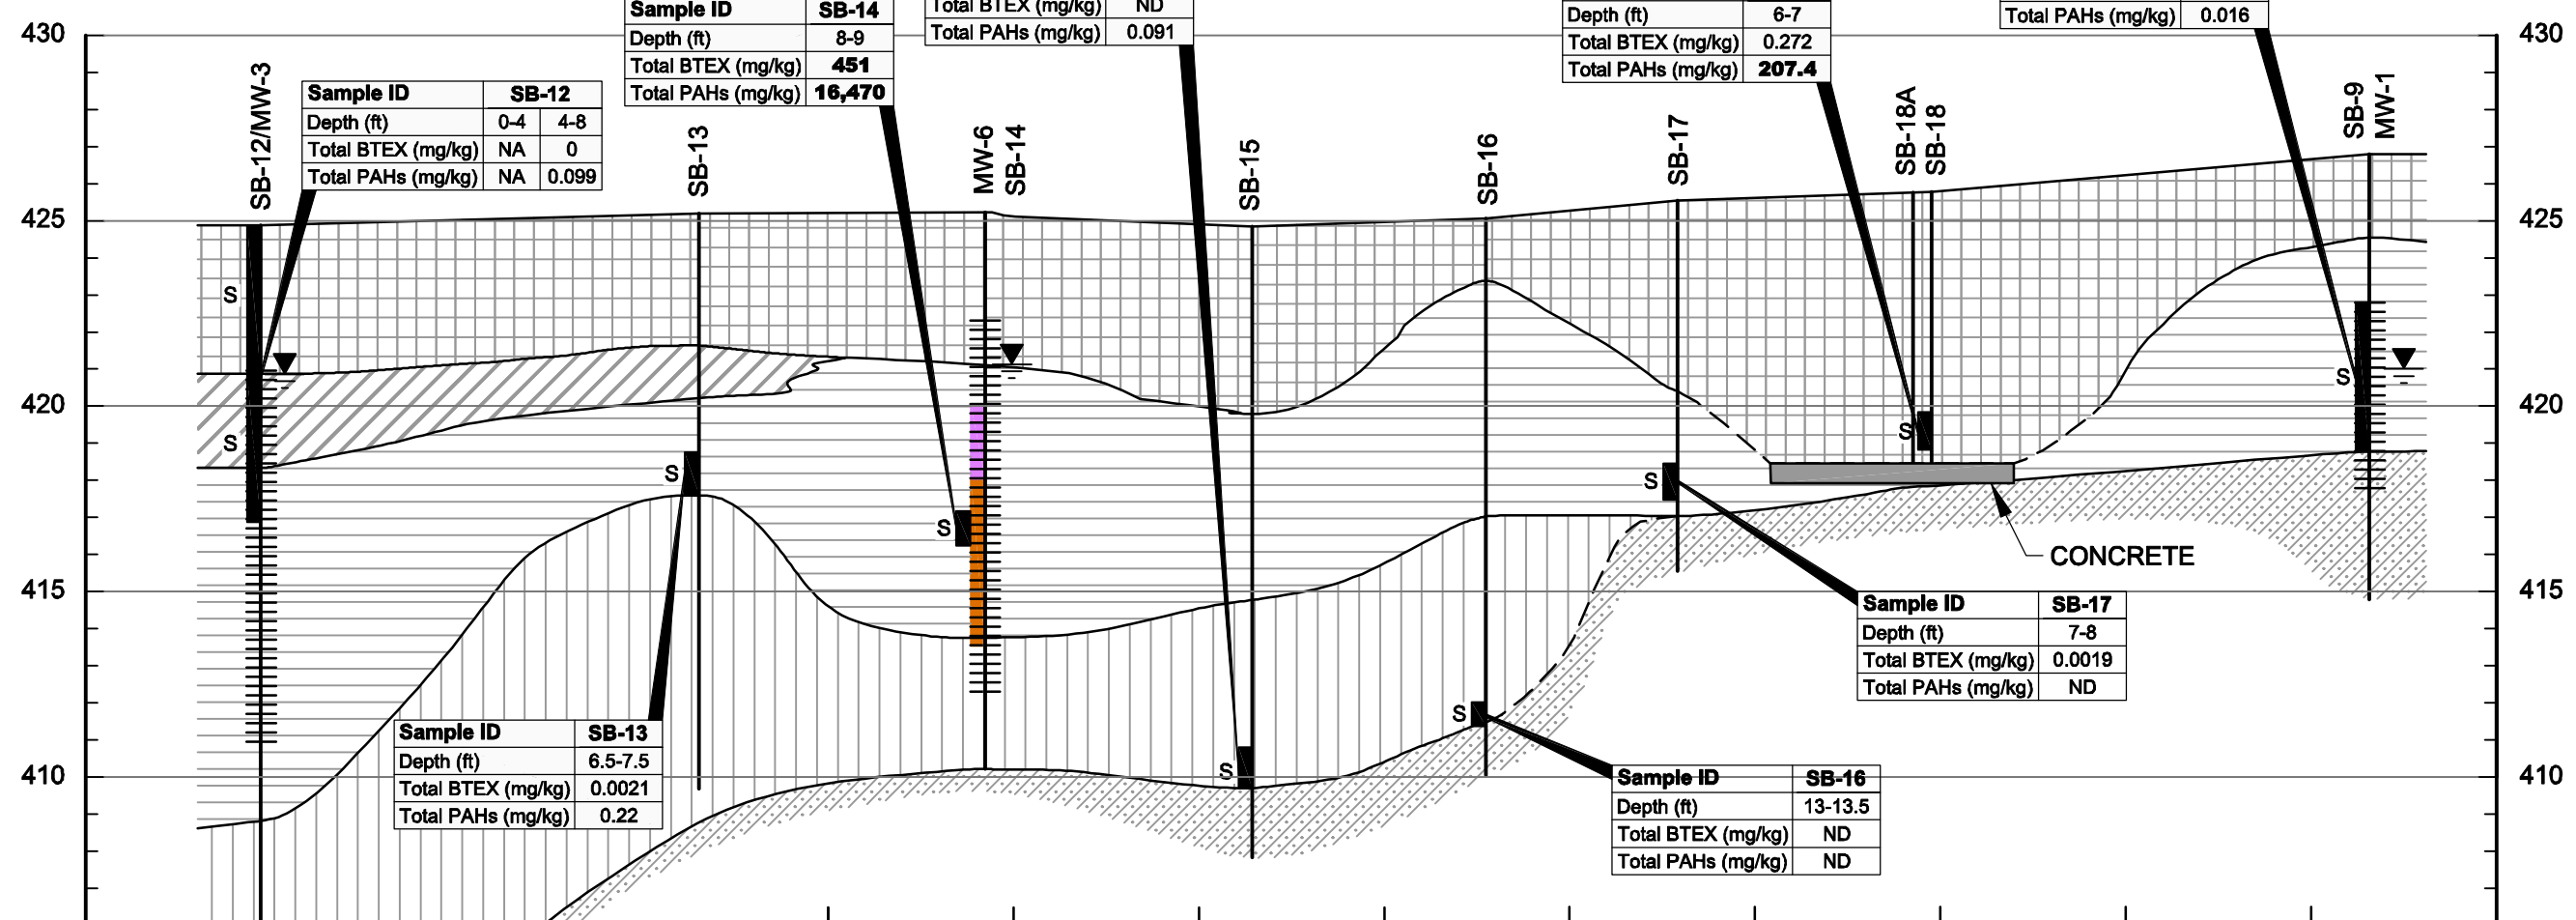 Sample ID SB-14
Depth (ft) 8-9
Total BTEX (mg/kg) 451
Total PAHs (mg/kg) 16,470
Total BTEX (mg/kg) ND
Total PAHs (mg/kg) 0.091
Depth (ft) 6-7
Total BTEX (mg/kg) 0.272
Total PAHs (mg/kg) 207.4
Total PAHs (mg/kg) 0.016
430
430
Sample ID SB-12
Depth (ft) 0-4 4-8
Total BTEX (mg/kg) NA 0
Total PAHs (mg/kg) NA 0.099
SB-12/MW-3
SB-13
MW-6
SB-14
SB-15
SB-16
SB-17
SB-18A
SB-18
SB-9
MW-1
425
425
S
S
S
S
S
S
S
S
S
420
420
CONCRETE
415
415
Sample ID SB-17
Depth (ft) 7-8
Total BTEX (mg/kg) 0.0019
Total PAHs (mg/kg) ND
Sample ID SB-13
Depth (ft) 6.5-7.5
Total BTEX (mg/kg) 0.0021
Total PAHs (mg/kg) 0.22
410
410
Sample ID SB-16
Depth (ft) 13-13.5
Total BTEX (mg/kg) ND
Total PAHs (mg/kg) ND